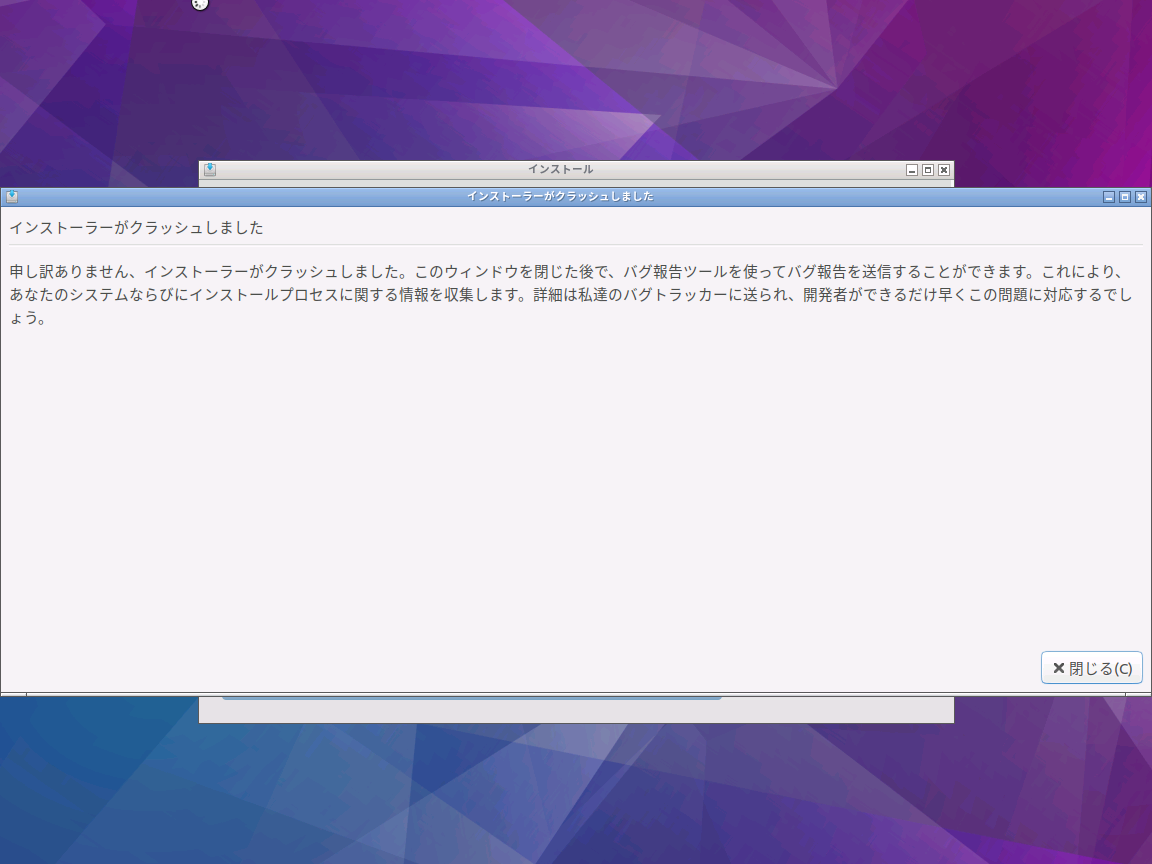 インストール
インストーラーがクラッシュしました
インストーラーがクラッシュしました
申し訳ありません、インストーラーがクラッシュしました。このウィンドウを閉じた後で、バグ報告ツールを使ってバグ報告を送信することができます。これにより、
あなたのシステムならびにインストールプロセスに関する情報を収集します。詳細は私達のバグトラッカーに送られ、開発者ができるだけ早くこの問題に対応するでし
ょう。
閉じる(C)